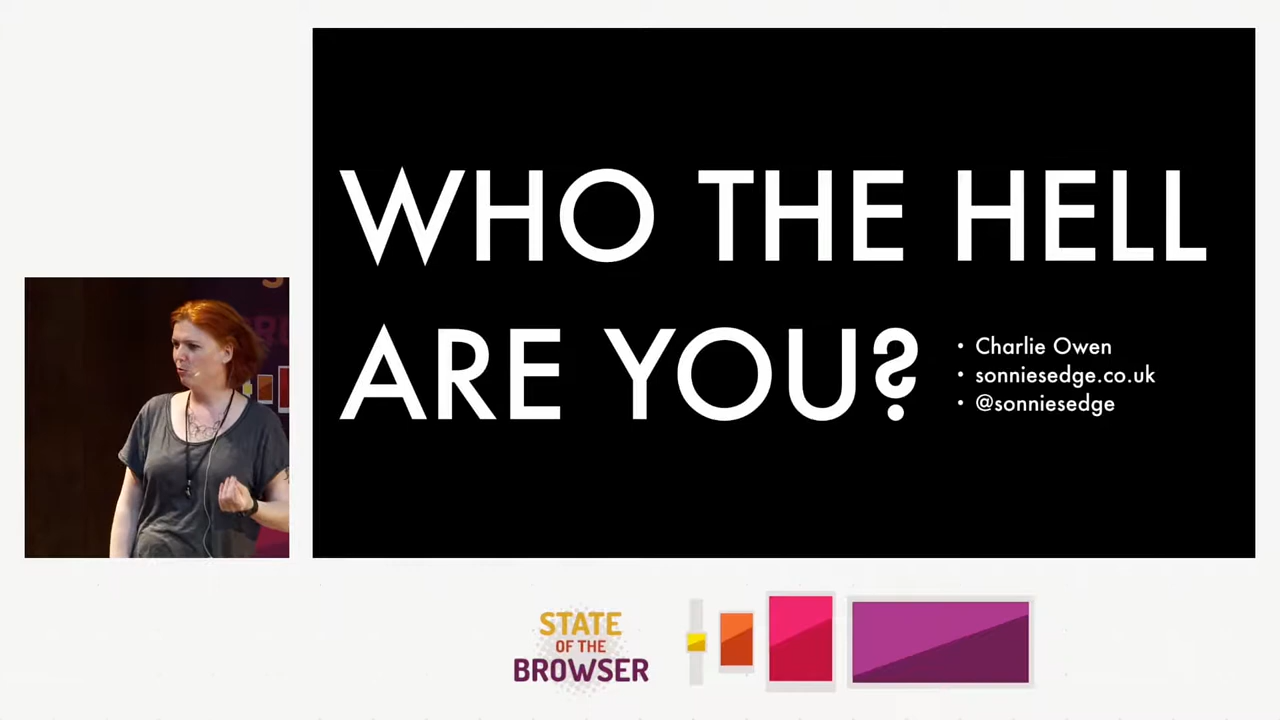 WHO THE HELL
ARE YOU?
• Charlie Owen
• sonniesedge.co.uk
• @sonniesedge
STATE
OF THE
BROWSER